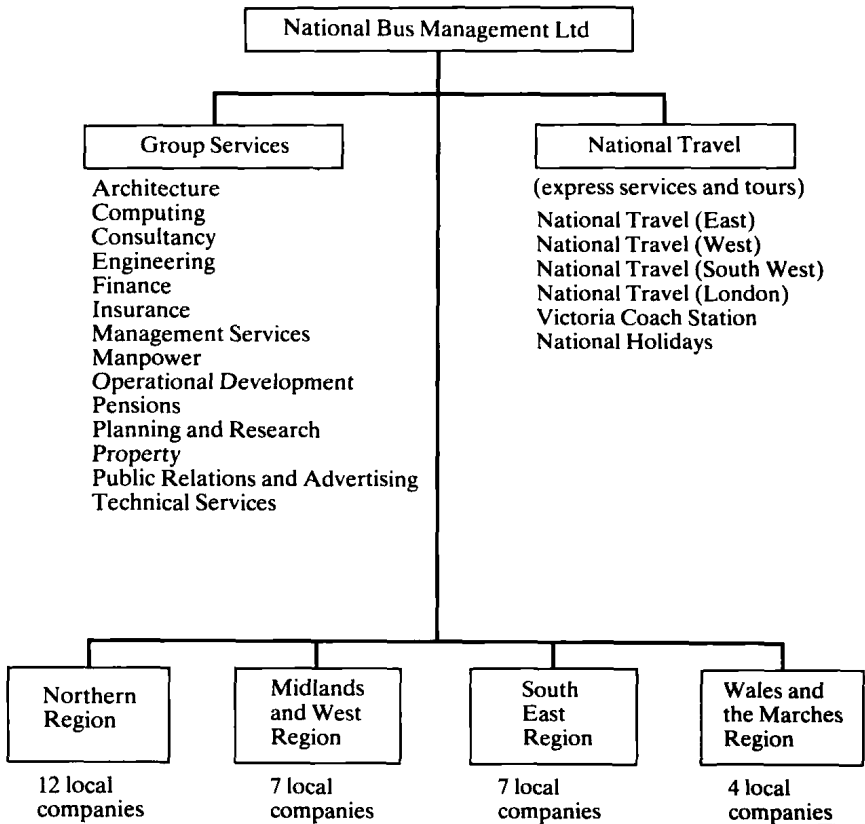 National Bus Management Ltd
Group Services
Architecture
Computing
Consultancy
Engineering
Finance
Insurance
Management Services
Manpower
Operational Development
Pensions
Planning and Research
Property
Public Relations and Advertising
Technical Services
National Travel
(express services and tours)
National Travel (East)
National Travel (West)
National Travel (South West)
National Travel (London)
Victoria Coach Station
National Holidays
Northern
Region
12 local
companies
Midlands
and West
Region
7 local
companies
South
East
Region
7 local
companies
Wales and
the Marches
Region
4 local
companies